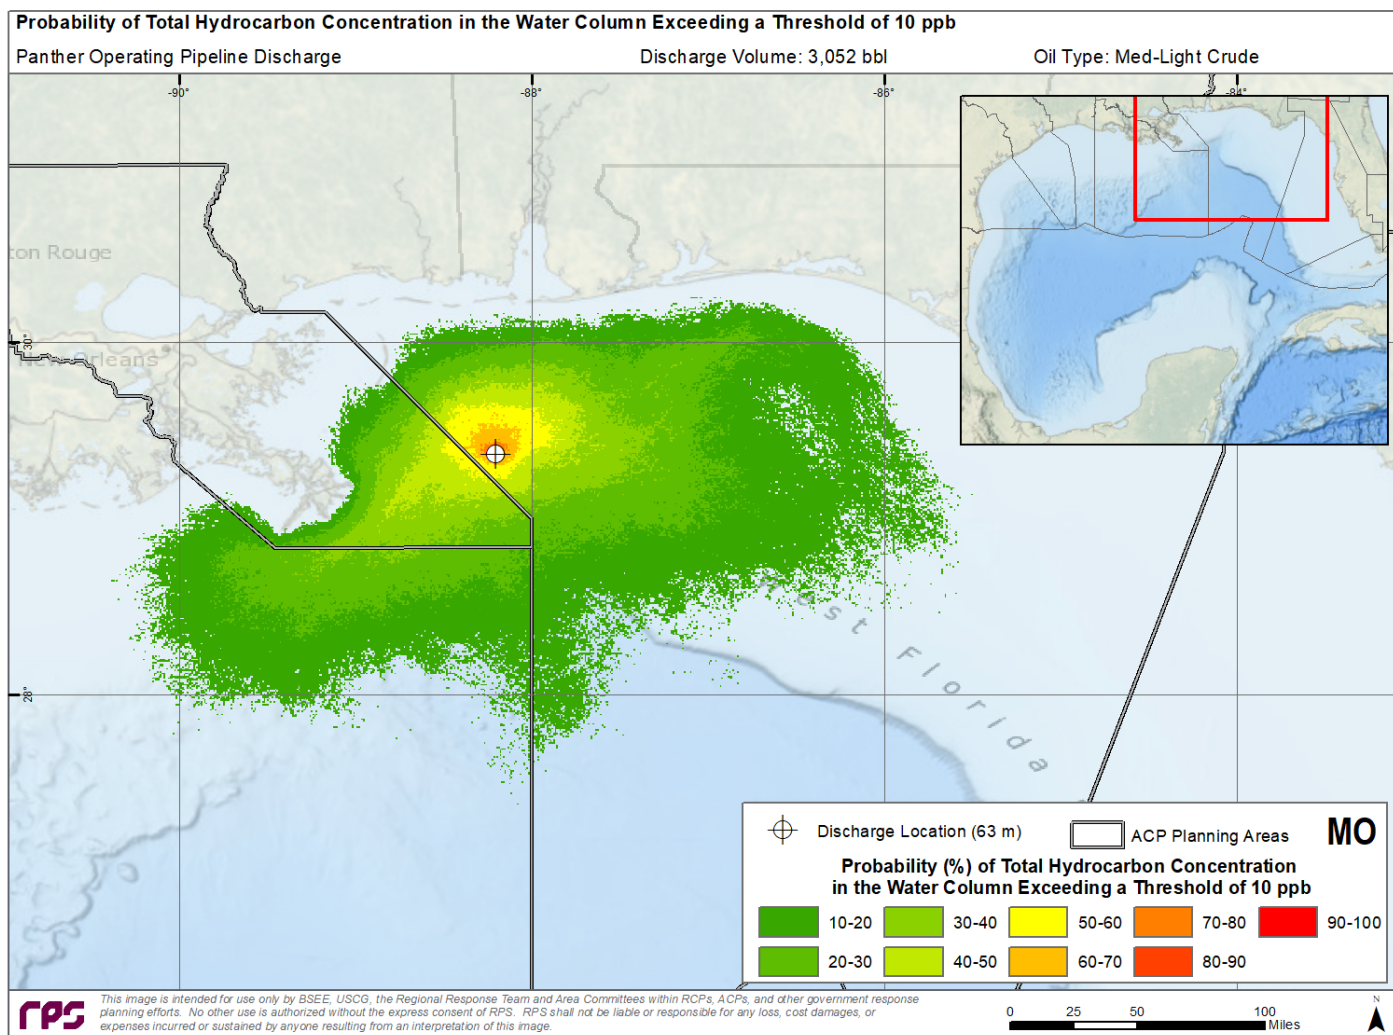 Probability of Total Hydrocarbon Concentration in the Water Column Exceeding a Threshold of 10 ppb
Panther Operating Pipeline Discharge Discharge Volume: 3,052 bbl Oil Type: Med-Light Crude
-90° -88° -86° -84°
ton Rouge
30°
New Orleans
West Florida
28°
Discharge Location (63 m) ACP Planning Areas MO
Probability (%) of Total Hydrocarbon Concentration
in the Water Column Exceeding a Threshold of 10 ppb
10-20 30-40 50-60 70-80 90-100
20-30 40-50 60-70 80-90
rps
This image is intended for use only by BSEE, USCG, the Regional Response Team and Area Committees within RCPs, ACPs, and other government response
planning efforts. No other use is authorized without the express consent of RPS. RPS shall not be liable or responsible for any loss, cost damages, or
expenses incurred or sustained by anyone resulting from an interpretation of this image.
0 25 50 100
Miles
N